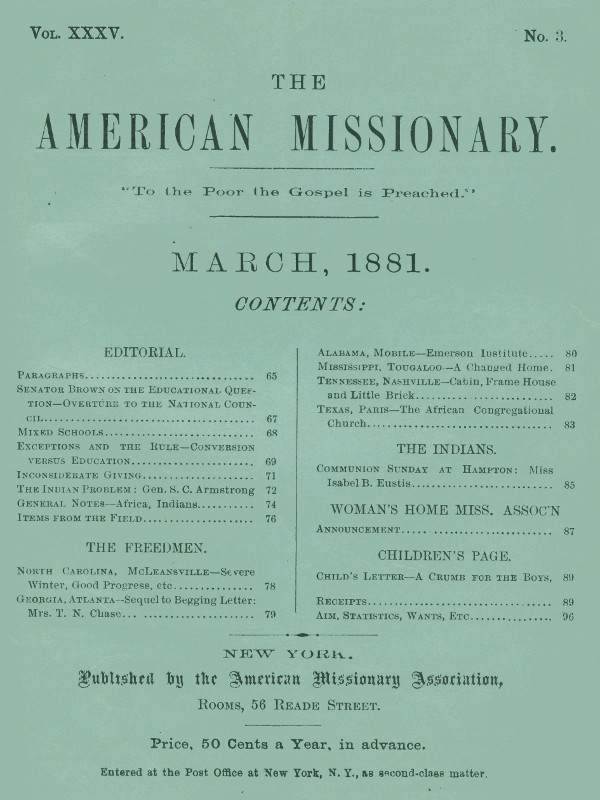 VOL. XXXV.
No. 3.
THE
AMERICAN MISSIONARY.
"To the Poor the Gospel is Preached."
MARCH, 1881.
CONTENTS:
EDITORIAL.
PARAGRAPHS........................................ 65
SENATOR BROWN ON THE EDUCATIONAL QUES-
TION—OVERTURE TO THE NATIONAL COUN-
CIL................................................ 67
MIXED SCHOOLS.................................... 68
EXCEPTIONS AND THE RULE—CONVERSION
VERSUS EDUCATION.............................. 69
INCONSIDERATE GIVING............................ 71
THE INDIAN PROBLEM: Gen. S. C. Armstrong 72
GENERAL NOTES—Africa, Indians............ 74
ITEMS FROM THE FIELD.......................... 76
THE FREEDMEN.
NORTH CAROLINA, MCLEANSVILLE—Severe
Winter, Good Progress, etc.................. 78
GEORGIA, ATLANTA—Sequel to Begging Letter:
Mrs. T. N. Chase... ........................ 79
ALABAMA, MOBILE—Emerson Institute..... 80
MISSISSIPPI, TOUGALOO—A Changed Home. 81
TENNESSEE, NASHVILLE—Cabin, Frame House
and Little Brick.............................. 82
TEXAS, PARIS—The African Congregational
Church........................................ 83
THE INDIANS.
COMMUNION SUNDAY AT HAMPTON: Miss
Isabel B. Eustis.............................. 85
WOMAN'S HOME MISS. ASSOC'N
ANNOUNCEMENT................................ 87
CHILDREN'S PAGE.
CHILD'S LETTER—A CRUMB FOR THE BOYS, 89
RECEIPTS...................................... 89
AIM, STATISTICS, WANTS, ETC................ 96
NEW YORK.
Published by the American Missionary Association,
ROOMS, 56 READE STREET.
Price, 50 Cents a Year, in advance.
Entered at the Post Office at New York, N. Y., as second-class matter.